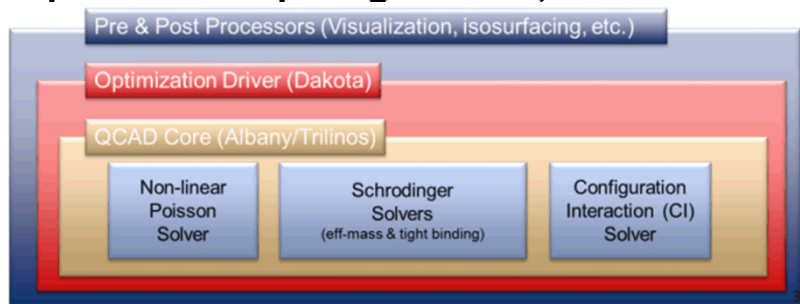 Pre & Post Processors (Visualization, isosurfacing, etc.)
Optimization Driver (Dakota)
QCAD Core (Albany/Trilinos)
Non-linear
Poisson
Solver
Schrodinger
Solvers
(eff-mass & tight binding)
Configuration
Interaction (CI)
Solver